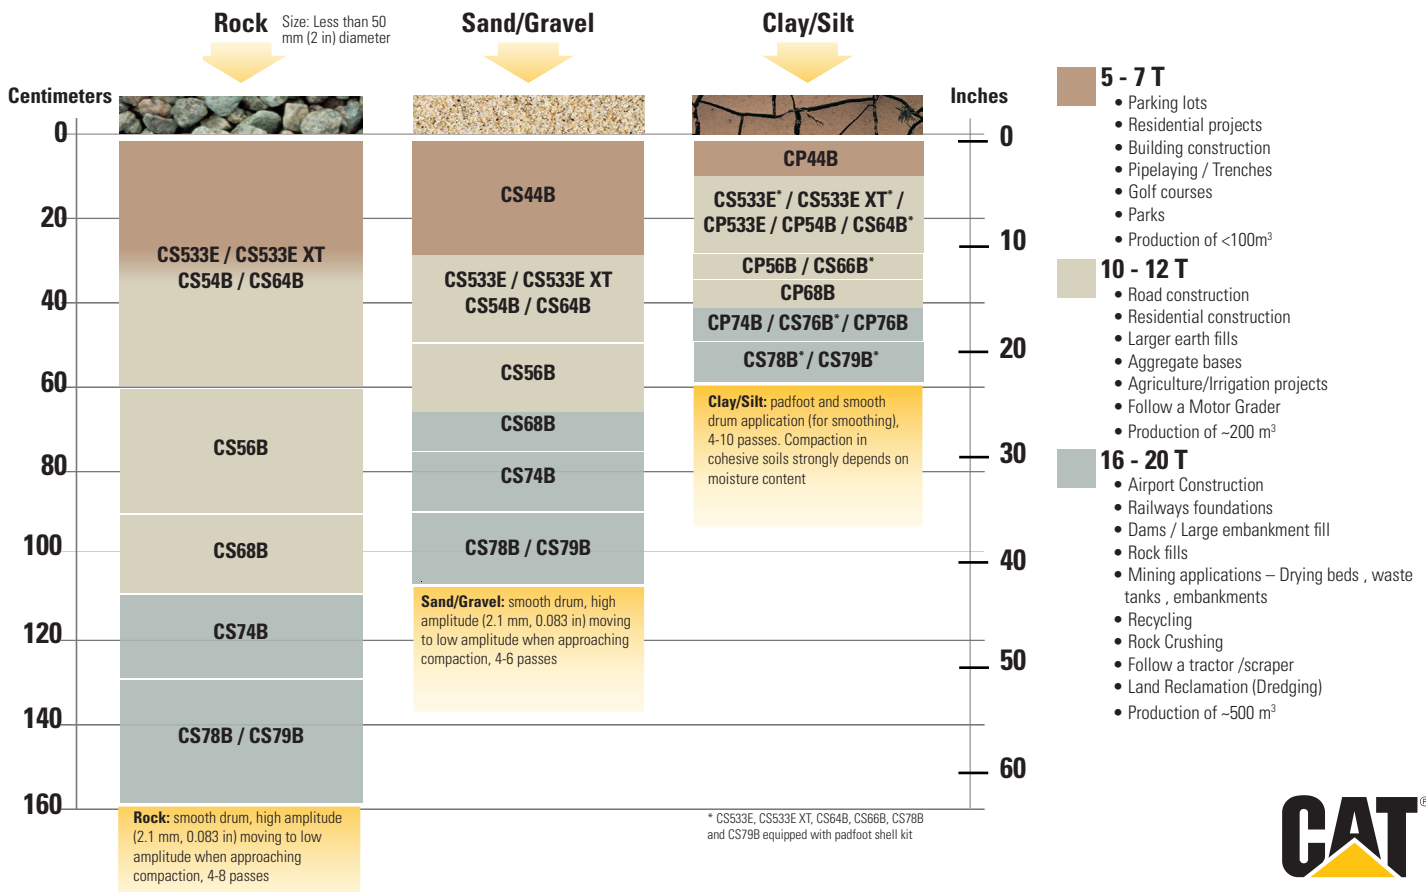 Rock
Size: Less than 50
mm (2 in) diameter
Sand/Gravel
Clay/Silt
Centimeters
Inches
0
20
40
60
80
100
120
140
160
CS533E / CS533E XT
CS54B / CS64B
CS56B
CS68B
CS74B
CS78B / CS79B
Rock: smooth drum, high amplitude
(2.1 mm, 0.083 in) moving to low
amplitude when approaching
compaction, 4-8 passes
CS44B
CS533E / CS533E XT
CS54B / CS64B
CS56B
CS68B
CS74B
CS78B / CS79B
Sand/Gravel: smooth drum, high
amplitude (2.1 mm, 0.083 in) moving
to low amplitude when approaching
compaction, 4-6 passes
CP44B
CS533E* / CS533E XT* /
CP533E / CP54B / CS64B*
CP56B / CS66B*
CP68B
CP74B / CS76B* / CP76B
CS78B* / CS79B*
Clay/Silt: padfoot and smooth
drum application (for smoothing),
4-10 passes. Compaction in
cohesive soils strongly depends on
moisture content
* CS533E, CS533E XT, CS64B, CS66B, CS78B
and CS79B equipped with padfoot shell kit
0
10
20
30
40
50
60
5 - 7 T
• Parking lots
• Residential projects
• Building construction
• Pipelaying / Trenches
• Golf courses
• Parks
• Production of <100m³
10 - 12 T
• Road construction
• Residential construction
• Larger earth fills
• Aggregate bases
• Agriculture/Irrigation projects
• Follow a Motor Grader
• Production of ~200 m³
16 - 20 T
• Airport Construction
• Railways foundations
• Dams / Large embankment fill
• Rock fills
• Mining applications – Drying beds , waste
tanks , embankments
• Recycling
• Rock Crushing
• Follow a tractor /scraper
• Land Reclamation (Dredging)
• Production of ~500 m³
CAT®